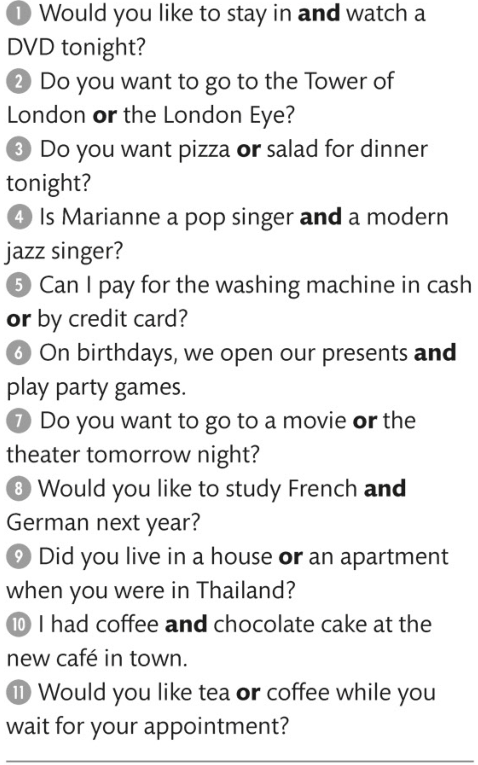 1 Would you like to stay in and watch a
DVD tonight?
2 Do you want to go to the Tower of
London or the London Eye?
3 Do you want pizza or salad for dinner
tonight?
4 Is Marianne a pop singer and a modern
jazz singer?
5 Can I pay for the washing machine in cash
or by credit card?
6 On birthdays, we open our presents and
play party games.
7 Do you want to go to a movie or the
theater tomorrow night?
8 Would you like to study French and
German next year?
9 Did you live in a house or an apartment
when you were in Thailand?
10 I had coffee and chocolate cake at the
new café in town.
11 Would you like tea or coffee while you
wait for your appointment?